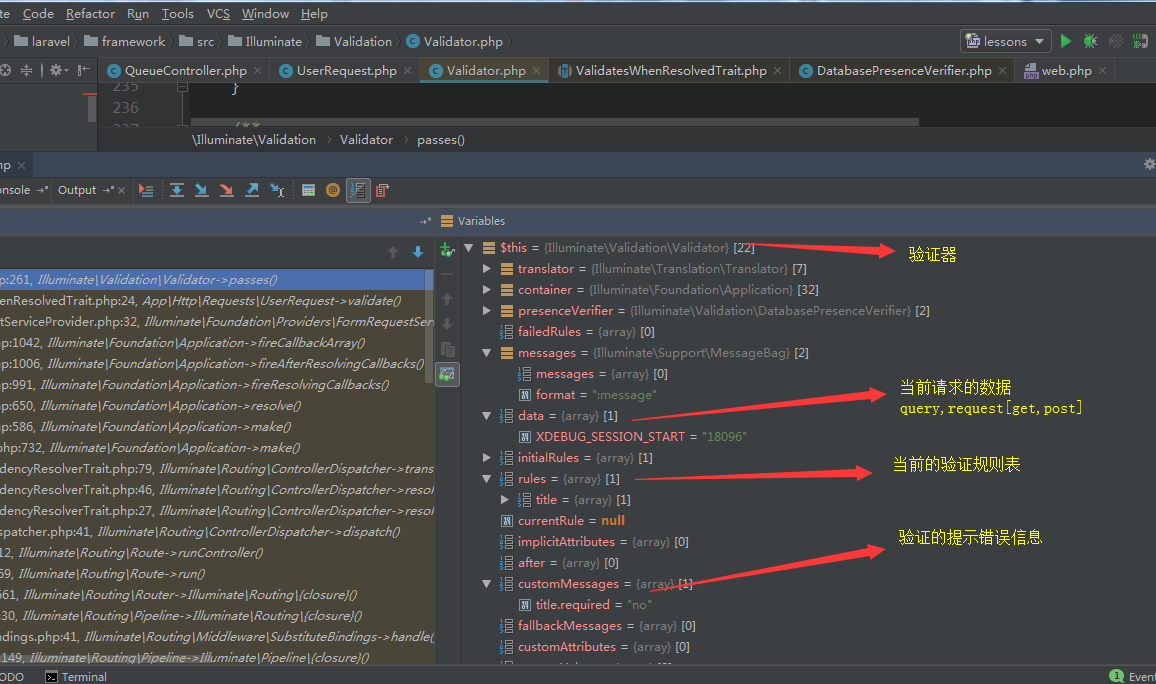 te Code Refactor Run Tools VCS Window Help
laravel framework src Illuminate Validation Validator.php lessons
QueueController.php UserRequest.php Validator.php ValidatesWhenResolvedTrait.php DatabasePresenceVerifier.php web.php
235 }
236
237 /**
\Illuminate\Validation Validator passes()
np
onsole Output
Variables
$this = {Illuminate\Validation\Validator} [22] 验证器
translator = {Illuminate\Translation\Translator} [7]
container = {Illuminate\Foundation\Application} [32]
presenceVerifier = {Illuminate\Validation\DatabasePresenceVerifier} [2]
failedRules = {array} [0]
messages = {Illuminate\Support\MessageBag} [2]
messages = {array} [0]
format = ":message"
当前请求的数据
query,request[get,post]
data = {array} [1]
XDEBUG_SESSION_START = "18096"
initialRules = {array} [1]
当前的验证规则表
rules = {array} [1]
title = {array} [1]
currentRule = null
implicitAttributes = {array} [0]
验证的提示错误信息
after = {array} [0]
customMessages = {array} [1]
title.required = "no"
fallbackMessages = {array} [0]
customAttributes = {array} [0]
p:261, Illuminate\Validation\Validator->passes()
enResolvedTrait.php:24, App\Http\Requests\UserRequest->validate()
tServiceProvider.php:32, Illuminate\Foundation\Providers\FormRequestSer
p:1042, Illuminate\Foundation\Application->fireCallbackArray()
p:1006, Illuminate\Foundation\Application->fireAfterResolvingCallbacks()
p:991, Illuminate\Foundation\Application->fireResolvingCallbacks()
p:650, Illuminate\Foundation\Application->resolve()
p:586, Illuminate\Foundation\Application->make()
php:732, Illuminate\Foundation\Application->make()
dencyResolverTrait.php:79, Illuminate\Routing\ControllerDispatcher->trans
dencyResolverTrait.php:46, Illuminate\Routing\ControllerDispatcher->resol
dencyResolverTrait.php:27, Illuminate\Routing\ControllerDispatcher->resol
spatcher.php:41, Illuminate\Routing\ControllerDispatcher->dispatch()
12, Illuminate\Routing\Route->runController()
69, Illuminate\Routing\Route->run()
561, Illuminate\Routing\Router->Illuminate\Routing\{closure}()
:30, Illuminate\Routing\Pipeline->Illuminate\Routing\{closure}()
ndings.php:41, Illuminate\Routing\Middleware\SubstituteBindings->handle(
:149, Illuminate\Routing\Pipeline->Illuminate\Pipeline\{closure}()
ODO Terminal 1 Event